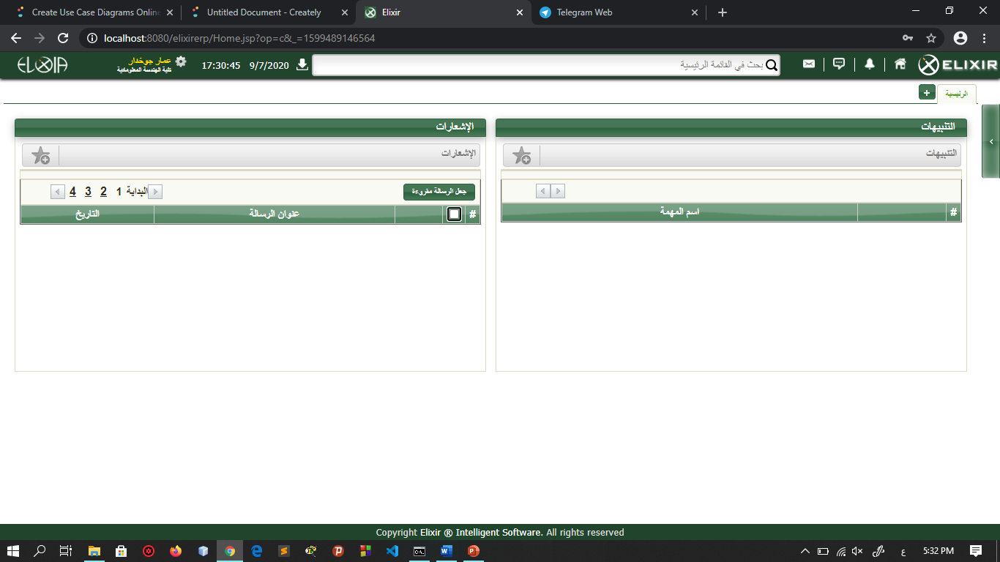 Create Use Case Diagrams Online
Untitled Document - Creately
Elixir
Telegram Web
localhost:8080/elixirerp/Home.jsp?op=c&_=1599489146564
ELIXIR
بحث في القائمة الرئيسية
9/7/2020
17:30:45
عمار جوخدار
كلية الهندسة المعلوماتية
الرئيسية
+
التنبيهات
التنبيهات
# اسم المهمة
الإشعارات
الإشعارات
جعل الرسالة مقروءة
البداية 1 2 3 4
# عنوان الرسالة التاريخ
Copyright Elixir ® Intelligent Software. All rights reserved
ع
5:32 PM